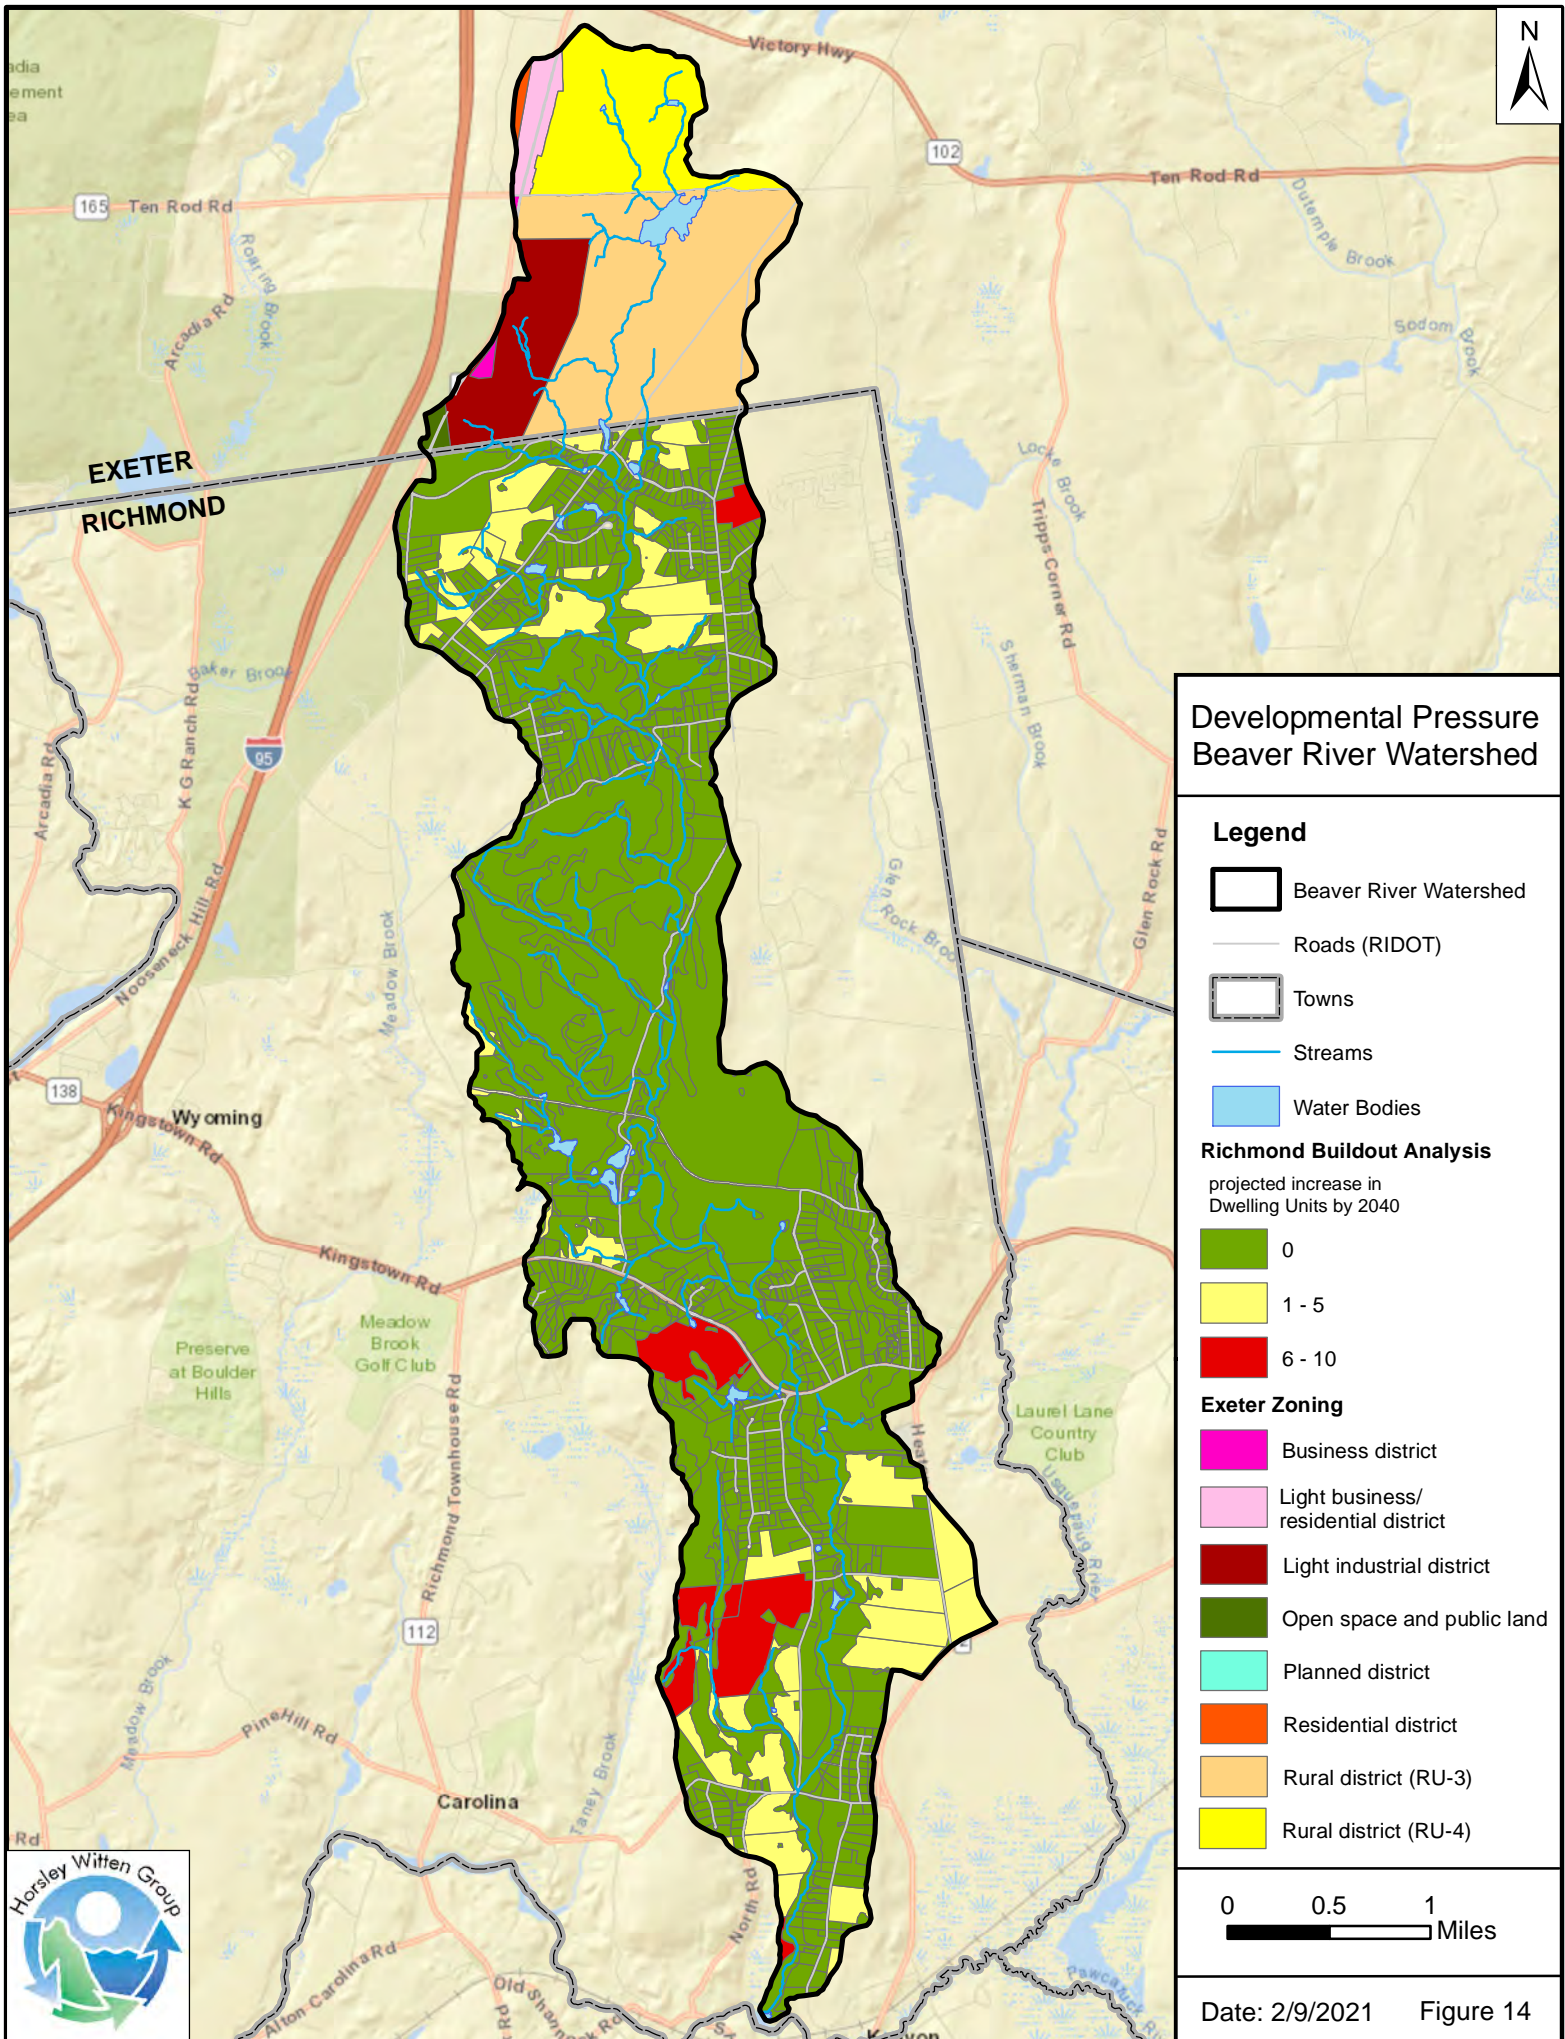 N
Victory Hwy
102
Ten Rod Rd
165
Ten Rod Rd
Roaring Brook
Arcadia Rd
Dutemple Brook
Sodom Brook
EXETER
RICHMOND
Locke Brook
Tripps Corner Rd
Baker Brook
K G Ranch Rd
Sherman Brook
95
Arcadia Rd
Nooseneck Hill Rd
Meadow Brook
Glen Rock Brook
Glen Rock Rd
138
Kingstown Rd
Wyoming
Kingstown Rd
Meadow
Brook
Golf Club
Preserve
at Boulder
Hills
Richmond Townhouse Rd
Laurel Lane
Country
Club
112
Meadow Brook
Pine Hill Rd
Carolina
Taney Brook
Rd
North Rd
Alton Carolina Rd
Horsley Witten Group
Developmental Pressure
Beaver River Watershed
Legend
Beaver River Watershed
Roads (RIDOT)
Towns
Streams
Water Bodies
Richmond Buildout Analysis
projected increase in
Dwelling Units by 2040
0
1 - 5
6 - 10
Exeter Zoning
Business district
Light business/
residential district
Light industrial district
Open space and public land
Planned district
Residential district
Rural district (RU-3)
Rural district (RU-4)
0 0.5 1
Miles
Date: 2/9/2021 Figure 14